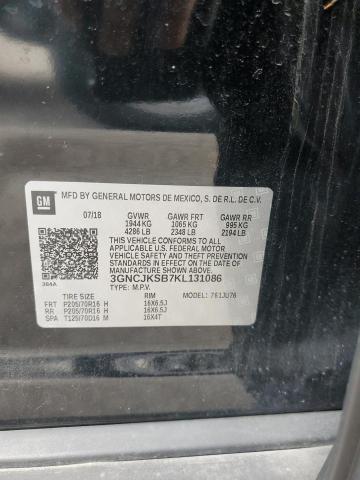 GM
MFD BY GENERAL MOTORS DE MEXICO, S. DE R.L. DE C.V.
07/18 GVWR GAWR FRT GAWR RR
1944 KG 1065 KG 995 KG
4286 LB 2348 LB 2194 LB
THIS VEHICLE CONFORMS TO ALL
APPLICABLE U.S. FEDERAL MOTOR
VEHICLE SAFETY, BUMPER, AND
THEFT PREVENTION STANDARDS IN
EFFECT ON THE DATE OF
MANUFACTURE SHOWN ABOVE.
3GNCJKSB7KL131086
384A TYPE: M.P.V.
TIRE SIZE RIM MODEL: 761JU76
FRT P205/70R16 H 16X6.5J
RR P205/70R16 H 16X6.5J
SPA T125/70D16 M 16X4T